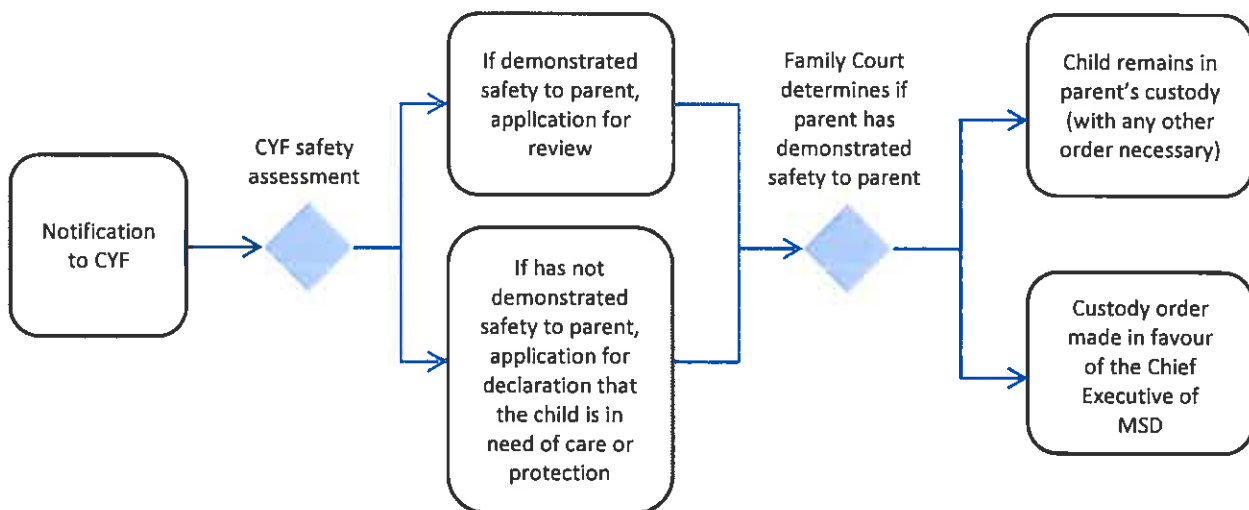 Notification
to CYF
CYF safety
assessment
If demonstrated
safety to parent,
application for
review
If has not
demonstrated
safety to parent,
application for
declaration that
the child is in
need of care or
protection
Family Court
determines if
parent has
demonstrated
safety to parent
Child remains in
parent's custody
(with any other
order necessary)
Custody order
made in favour
of the Chief
Executive of
MSD